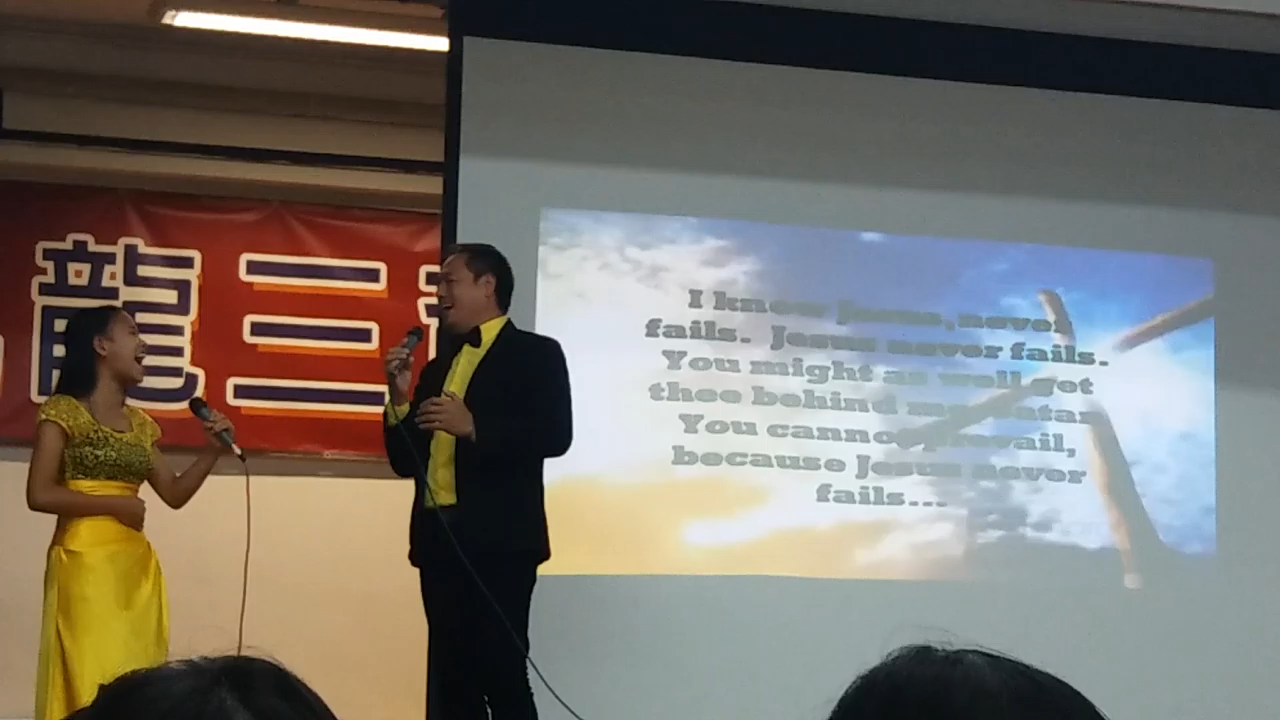 龍三
I know Jesus, never
fails. Jesus never fails.
You might as well get
thee behind me Satan
You cannot prevail,
because Jesus never
fails...